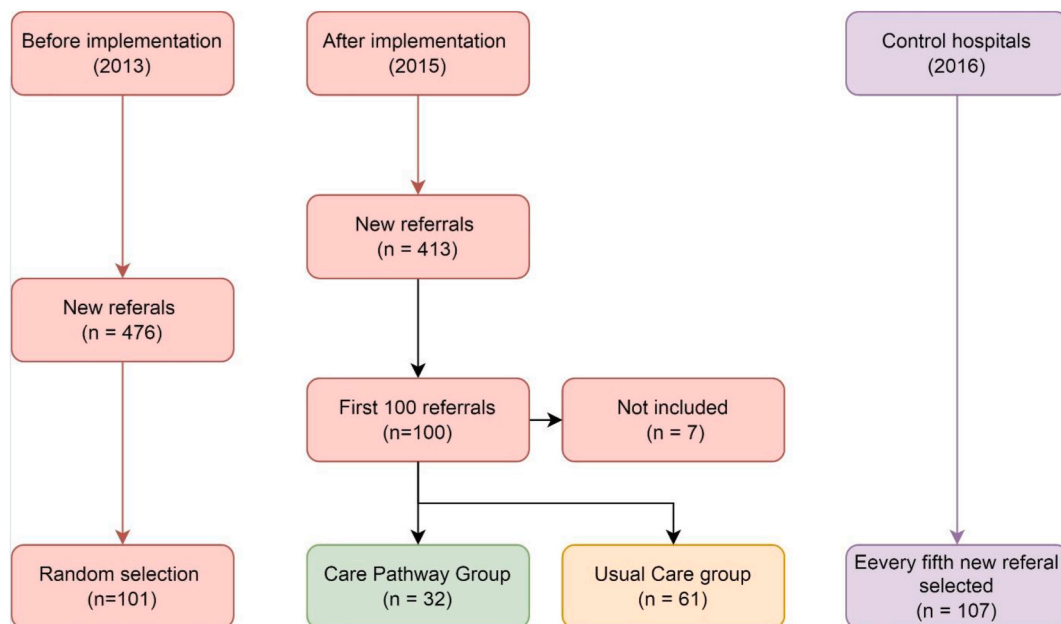 Before implementation
(2013)
After implementation
(2015)
Control hospitals
(2016)
New referrals
(n = 413)
New referals
(n = 476)
First 100 referrals
(n=100)
Not included
(n = 7)
Random selection
(n=101)
Care Pathway Group
(n = 32)
Usual Care group
(n = 61)
Eevery fifth new referal
selected
(n = 107)